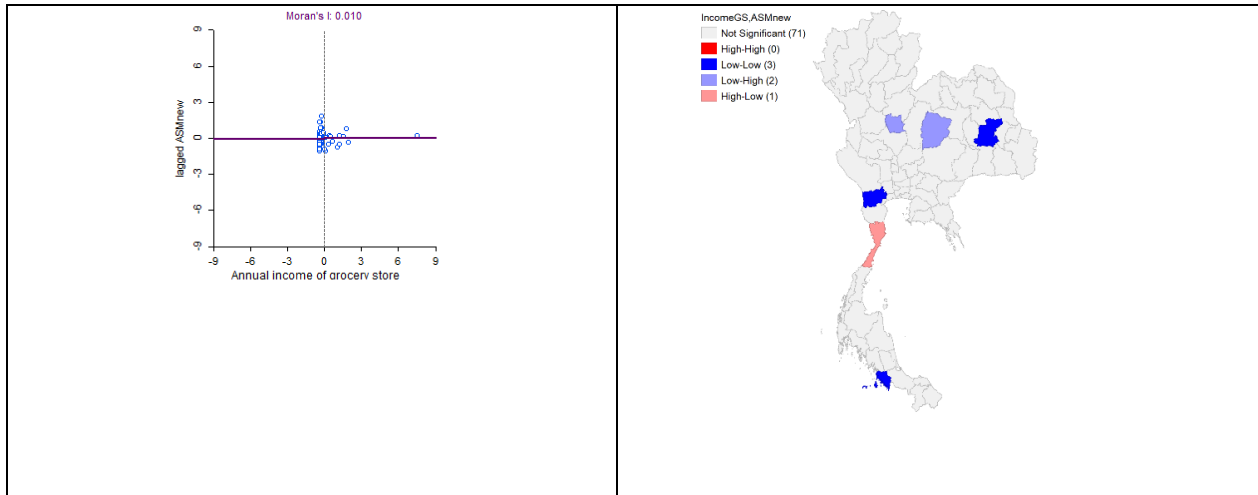 Moran's I: 0.010
9
3
0
-3
-6
-9
lagged ASMnew
-9
-6
-3
0
3
6
9
Annual income of grocery store
IncomeGS,ASMnew
Not Significant (71)
High-High (0)
Low-Low (3)
Low-High (2)
High-Low (1)